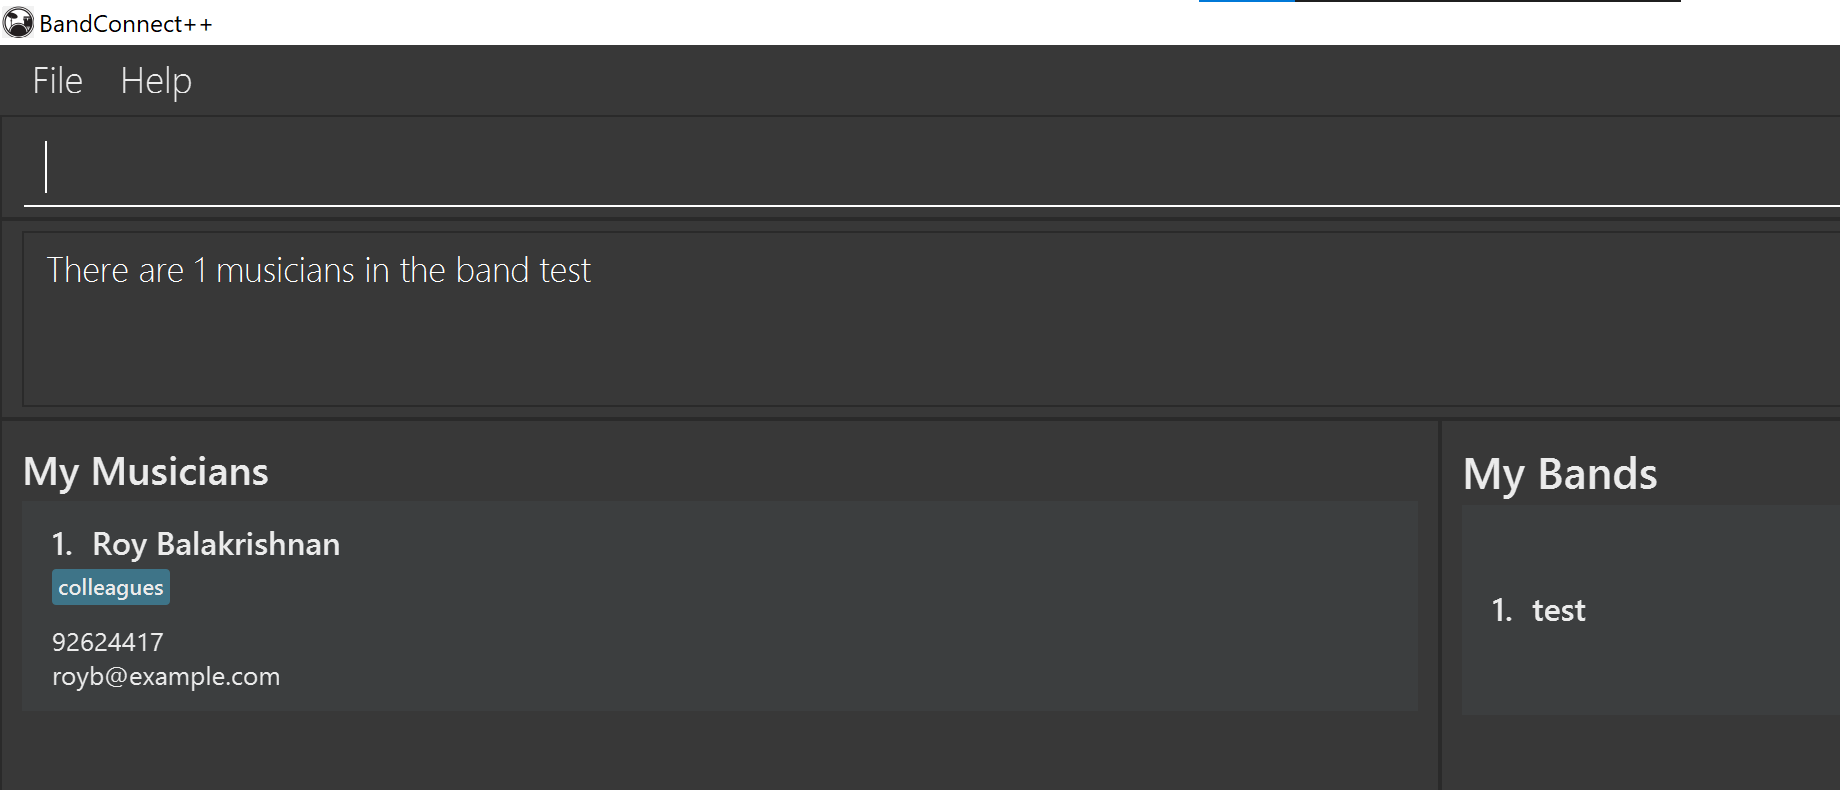 BandConnect++
File Help
There are 1 musicians in the band test
My Musicians
1. Roy Balakrishnan
colleagues
92624417
royb@example.com
My Bands
1. test